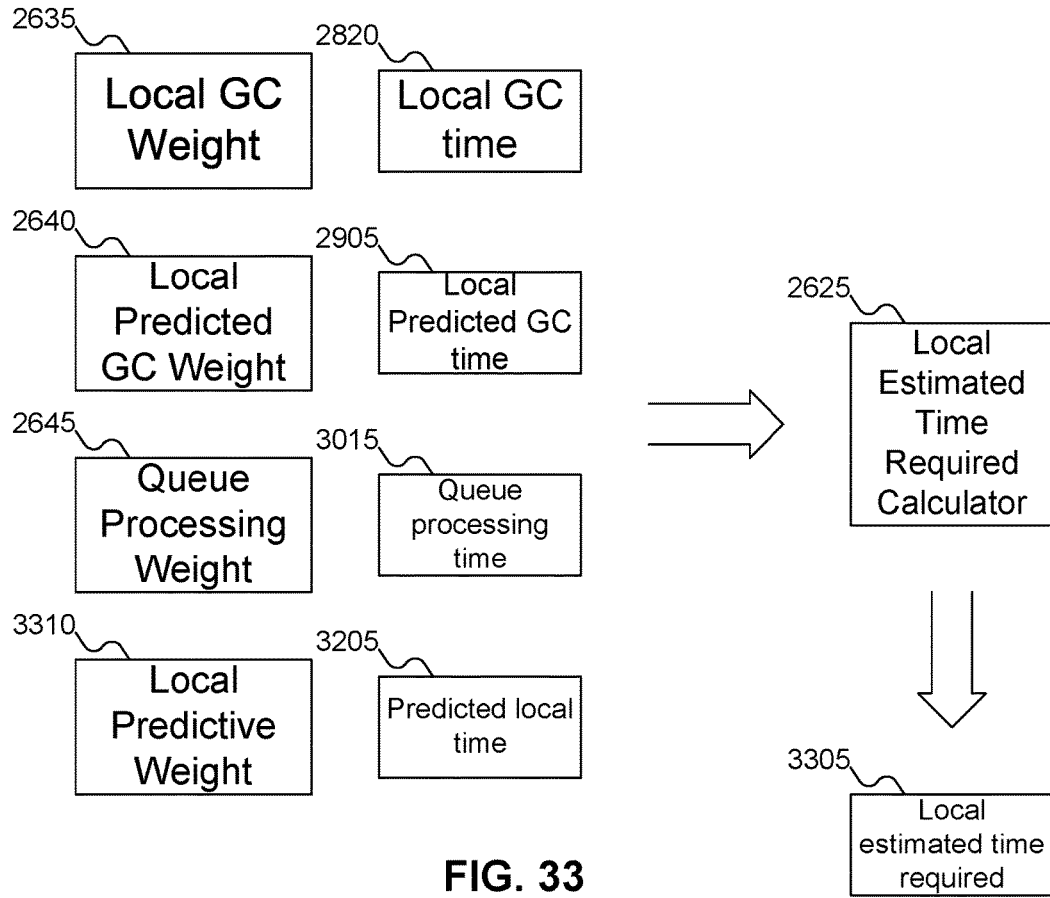 2635
Local GC
Weight
2820
Local GC
time
2640
Local
Predicted
GC Weight
2905
Local
Predicted GC
time
2625
Local
Estimated
Time
Required
Calculator
2645
Queue
Processing
Weight
3015
Queue
processing
time
3310
Local
Predictive
Weight
3205
Predicted local
time
3305
Local
estimated time
required
FIG. 33